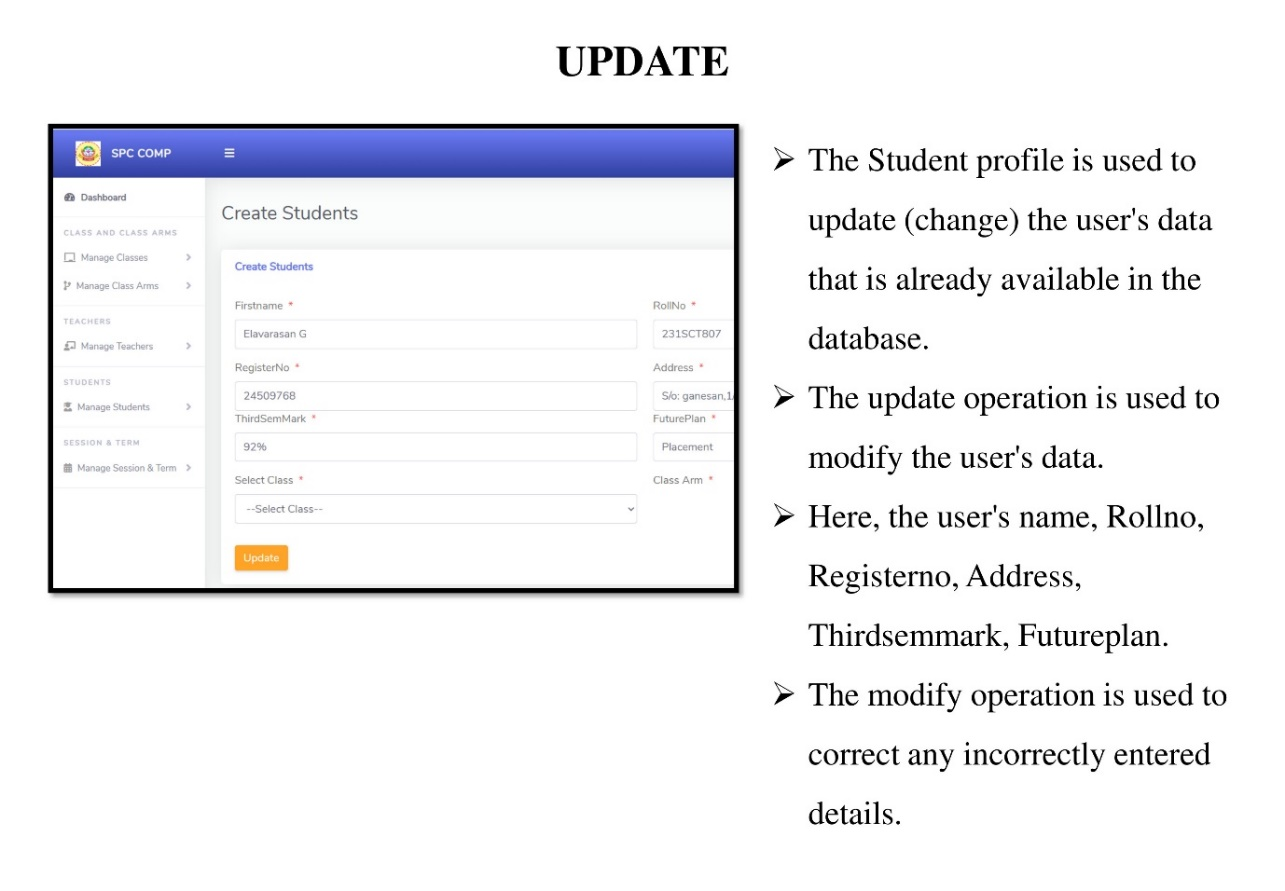 UPDATE
SPC COMP
Dashboard
CLASS AND CLASS ARMS
Manage Classes
Manage Class Arms
TEACHERS
Manage Teachers
STUDENTS
Manage Students
SESSION & TERM
Manage Session & Term
Create Students
Create Students
Firstname *
RollNo *
Elavarasan G
231SCT807
RegisterNo *
Address *
24509768
S/o: ganesan,1
ThirdSemMark *
FuturePlan *
92%
Placement
Select Class *
Class Arm *
--Select Class--
Update
➢ The Student profile is used to
update (change) the user's data
that is already available in the
database.
➢ The update operation is used to
modify the user's data.
➢ Here, the user's name, Rollno,
Registerno, Address,
Thirdsemmark, Futureplan.
➢ The modify operation is used to
correct any incorrectly entered
details.